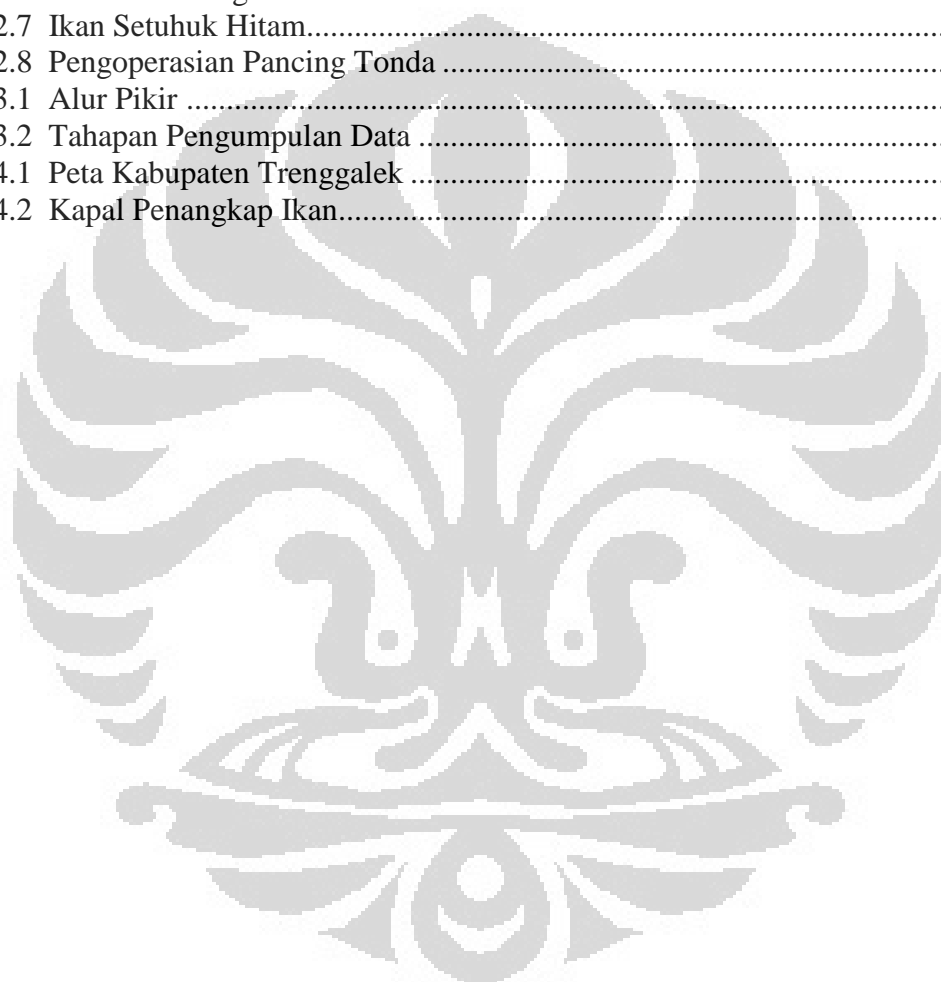 2.7 Ikan Setuhuk Hitam..................................................................................
2.8 Pengoperasian Pancing Tonda .................................................................
3.1 Alur Pikir .................................................................................................
3.2 Tahapan Pengumpulan Data ....................................................................
4.1 Peta Kabupaten Trenggalek .....................................................................
4.2 Kapal Penangkap Ikan..............................................................................